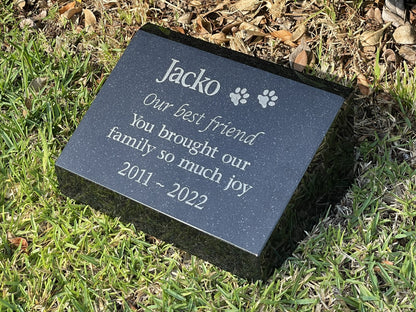 Jacko
Our best friend
You brought our
family so much joy
2011 ~ 2022